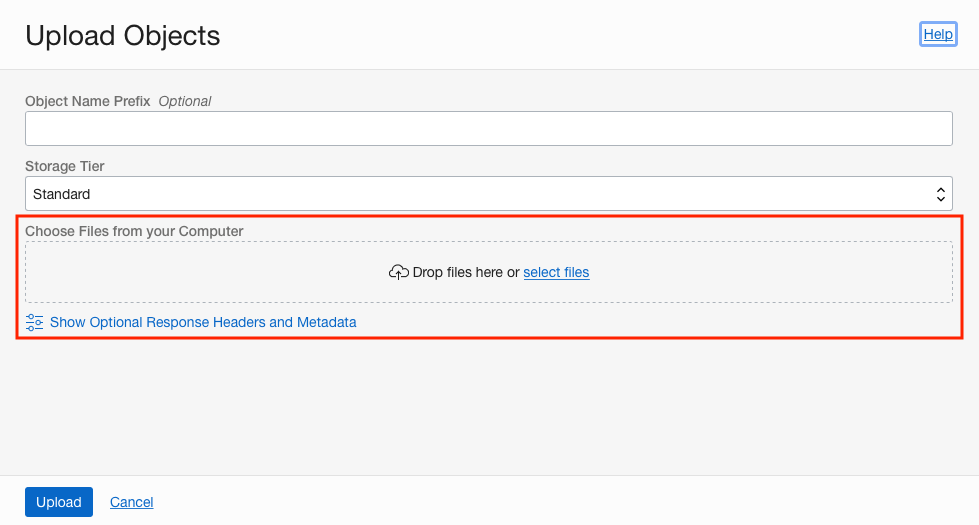 Upload Objects
Help
Object Name Prefix Optional
Storage Tier
Standard
Choose Files from your Computer
Drop files here or select files
Show Optional Response Headers and Metadata
Upload Cancel